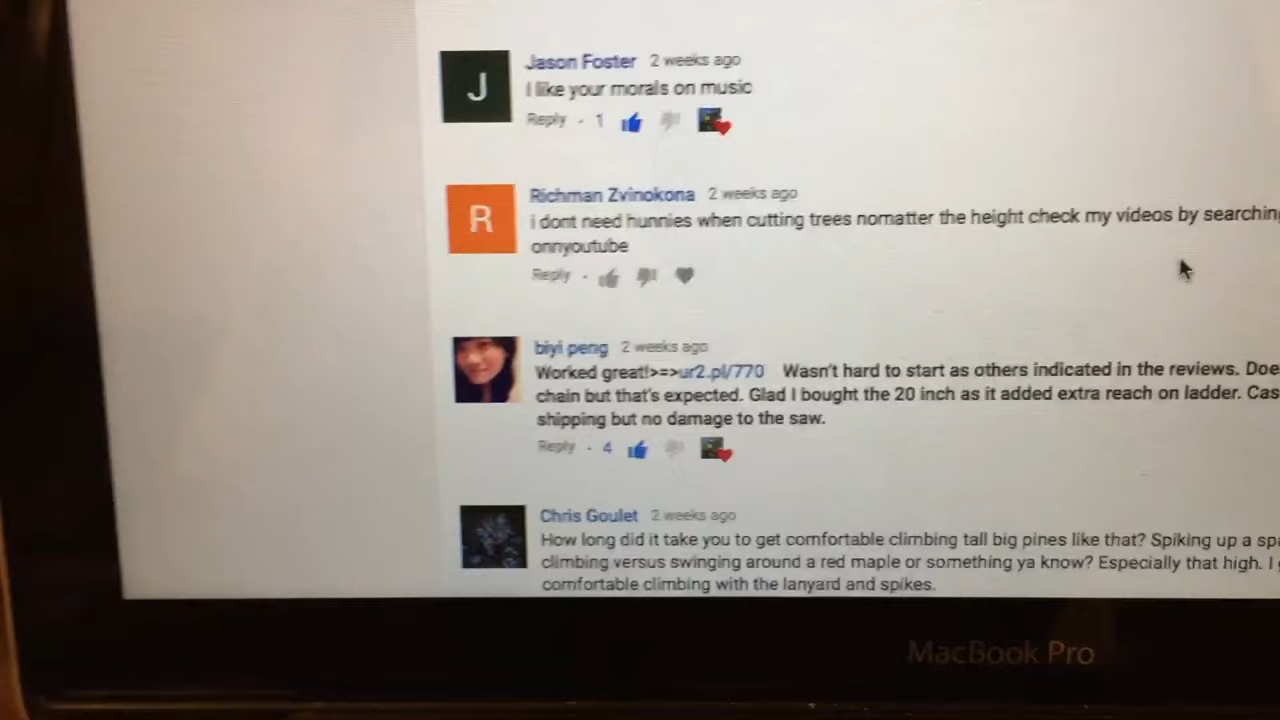 J
Jason Foster 2 weeks ago
I like your morals on music
Reply · 1
R
Richman Zvinokona 2 weeks ago
i dont need hunnies when cutting trees nomatter the height check my videos by searching
onnyoutube
Reply ·
biyi peng 2 weeks ago
Worked great!>=>ur2.pl/770 Wasn't hard to start as others indicated in the reviews.
chain but that's expected. Glad I bought the 20 inch as it added extra reach on ladder.
shipping but no damage to the saw.
Reply · 4
Chris Goulet 2 weeks ago
How long did it take you to get comfortable climbing tall big pines like that? Spiking up a
climbing versus swinging around a red maple or something ya know? Especially that high. I
comfortable climbing with the lanyard and spikes.
MacBook Pro